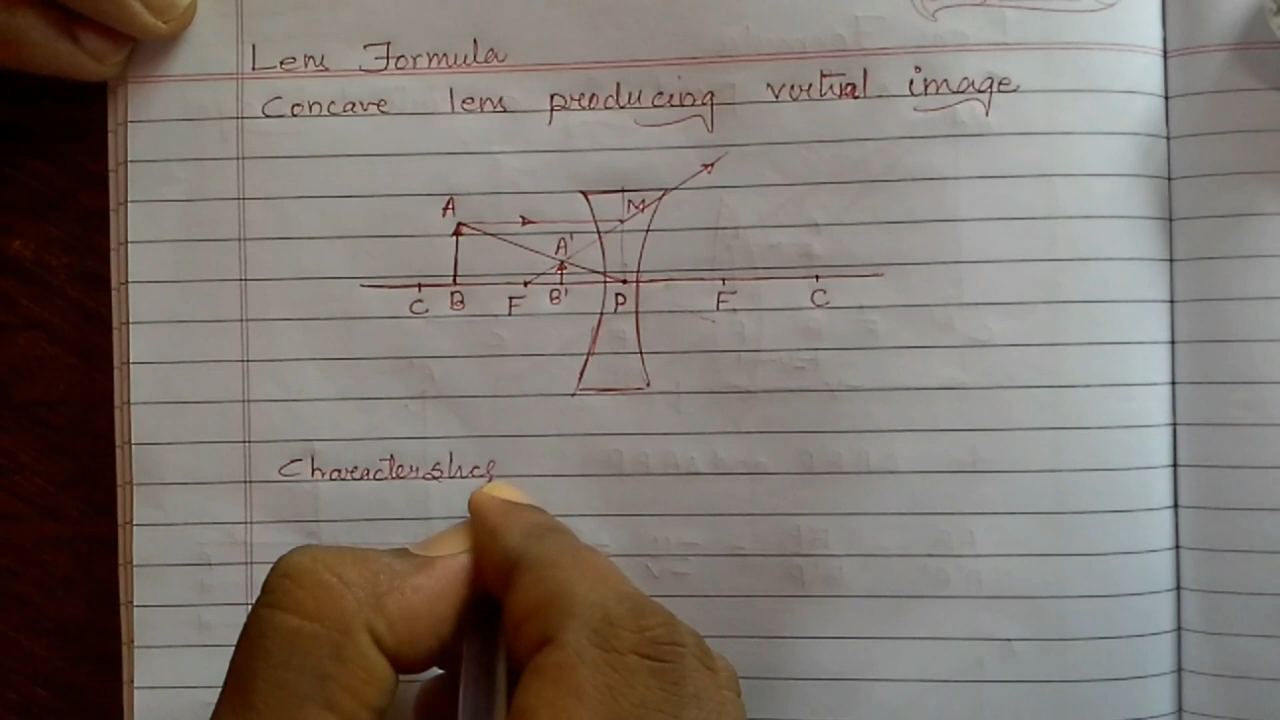 Lens Formula
Concave lens producing virtual image
A M
A'
C B F B' P F C
Characteristics